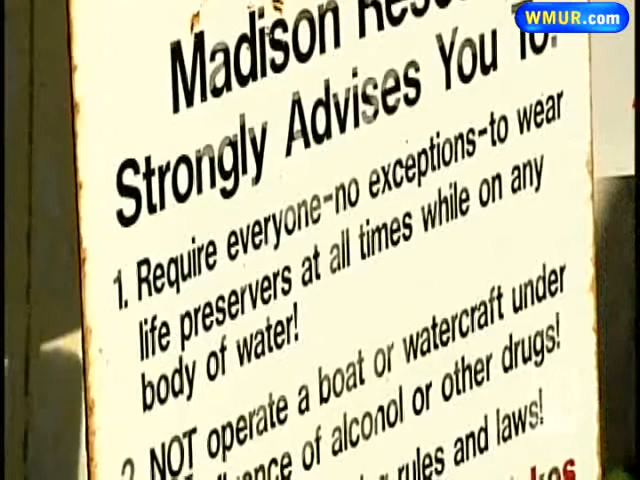 WMUR.com
Madison
Strongly Advises You To:
1. Require everyone-no exceptions-to wear
life preservers at all times while on any
body of water!
2. NOT operate a boat or watercraft under
of alcohol or other drugs!
rules and laws!